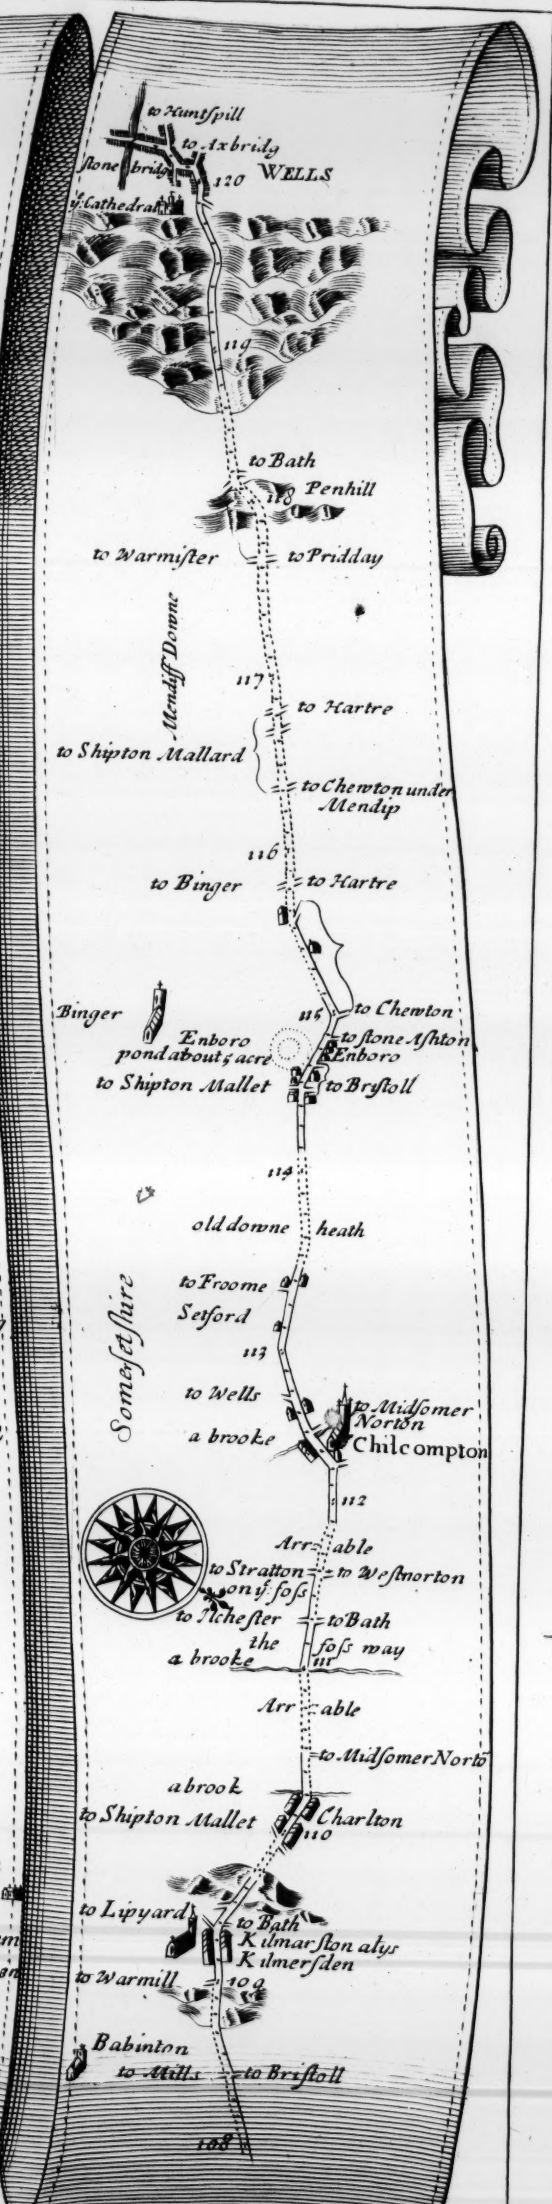 to Huntſpill
to Axbridg
ſtone bridg
120 WELLS
yͤ Cathedral
119
to Bath
118 Penhill
to Warmiſter to Pridday
Mendiff Downe
117
to Hartre
to Shipton Mallard
to Chewton under
Mendip
116
to Binger to Hartre
115 to Chewton
Binger
to ſtone Aſhton
Enboro
pond about 5 acre
Enboro
to Shipton Mallet to Briſtoll
114
old downe heath
to Froome
Setford
Somerſetſhire
113
to Wells
to Midſomer
Norton
a brooke
Chilcompton
112
Arr able
to Stratton
on yͤ foſs
to Weſtnorton
to Ilcheſter to Bath
the foſs way
a brooke 111
Arr able
to Midſomer Norto
a brook
to Shipton Mallet Charlton
110
to Lipyard
to Bath
Kilmarſton alys
Kilmerſden
to Warmill 109
Babinton
to Mills to Briſtoll
108